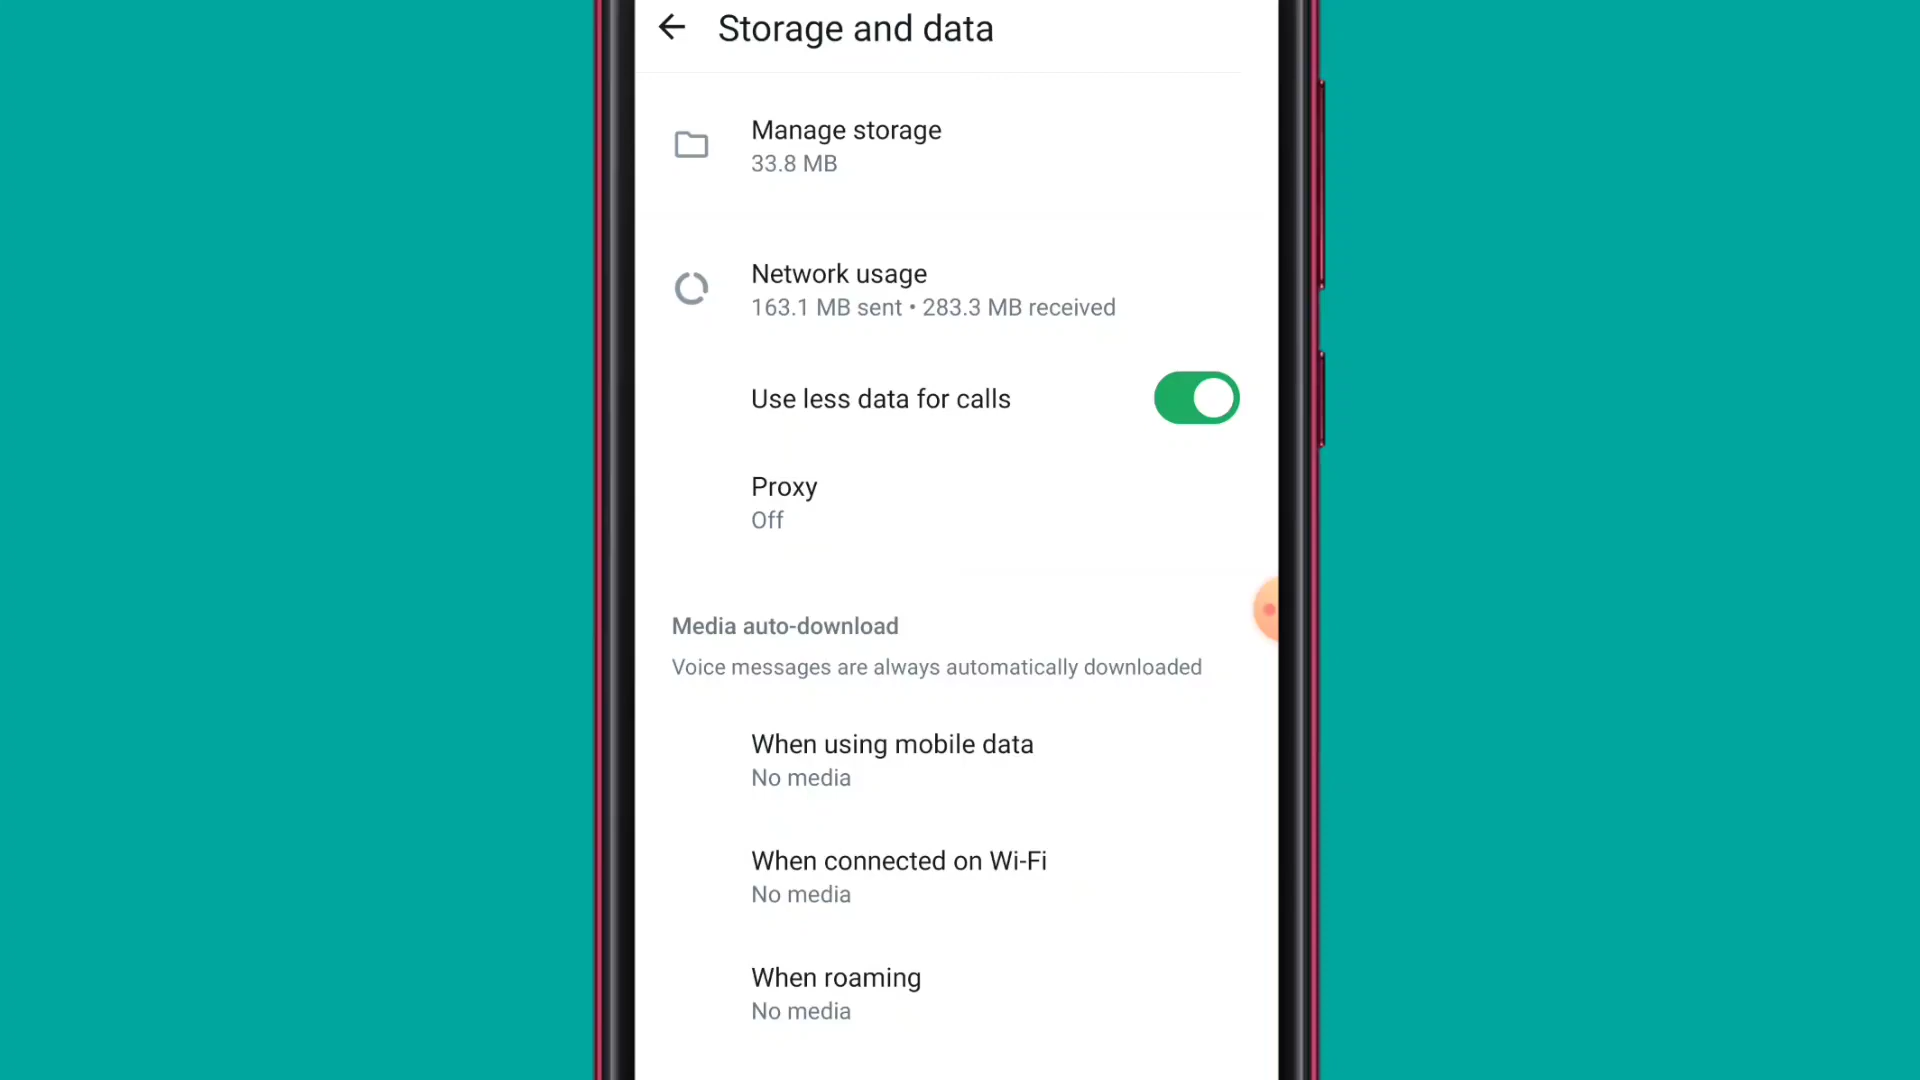 Storage and data
Manage storage
33.8 MB
Network usage
163.1 MB sent • 283.3 MB received
Use less data for calls
Proxy
Off
Media auto-download
Voice messages are always automatically downloaded
When using mobile data
No media
When connected on Wi-Fi
No media
When roaming
No media